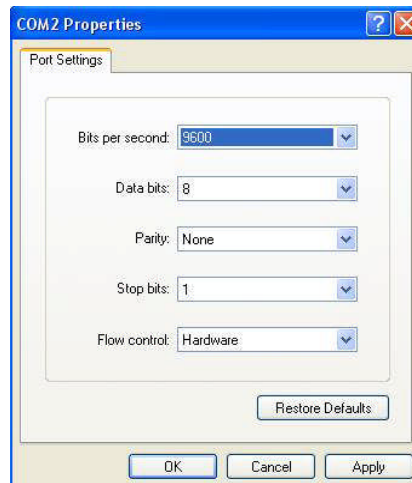 COM2 Properties
Port Settings
Bits per second: 9600
Data bits: 8
Parity: None
Stop bits: 1
Flow control: Hardware
Restore Defaults
OK Cancel Apply